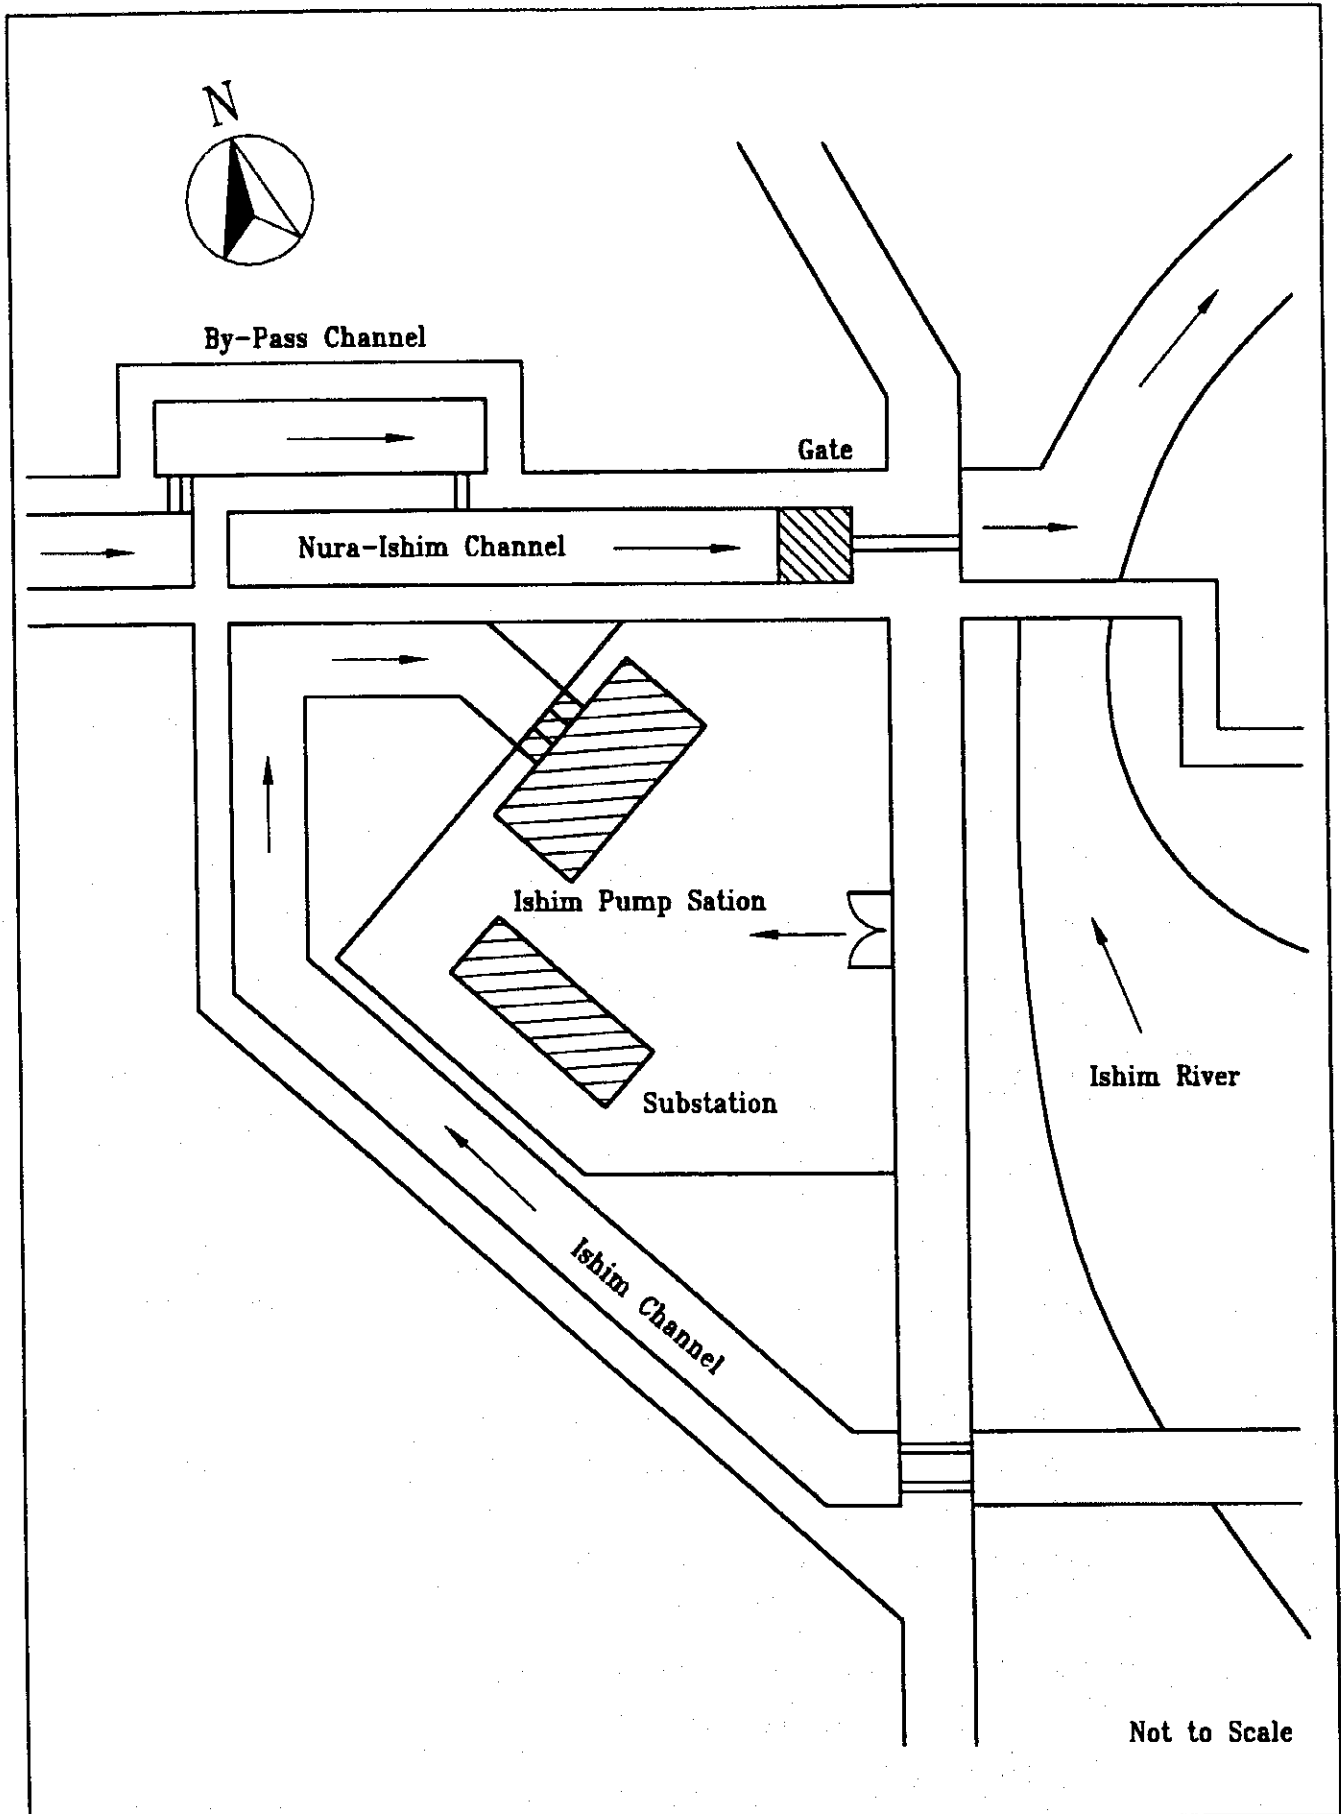 N
By-Pass Channel
Gate
Nura-Ishim Channel
Ishim Pump Sation
Substation
Ishim River
Ishim Channel
Not to Scale